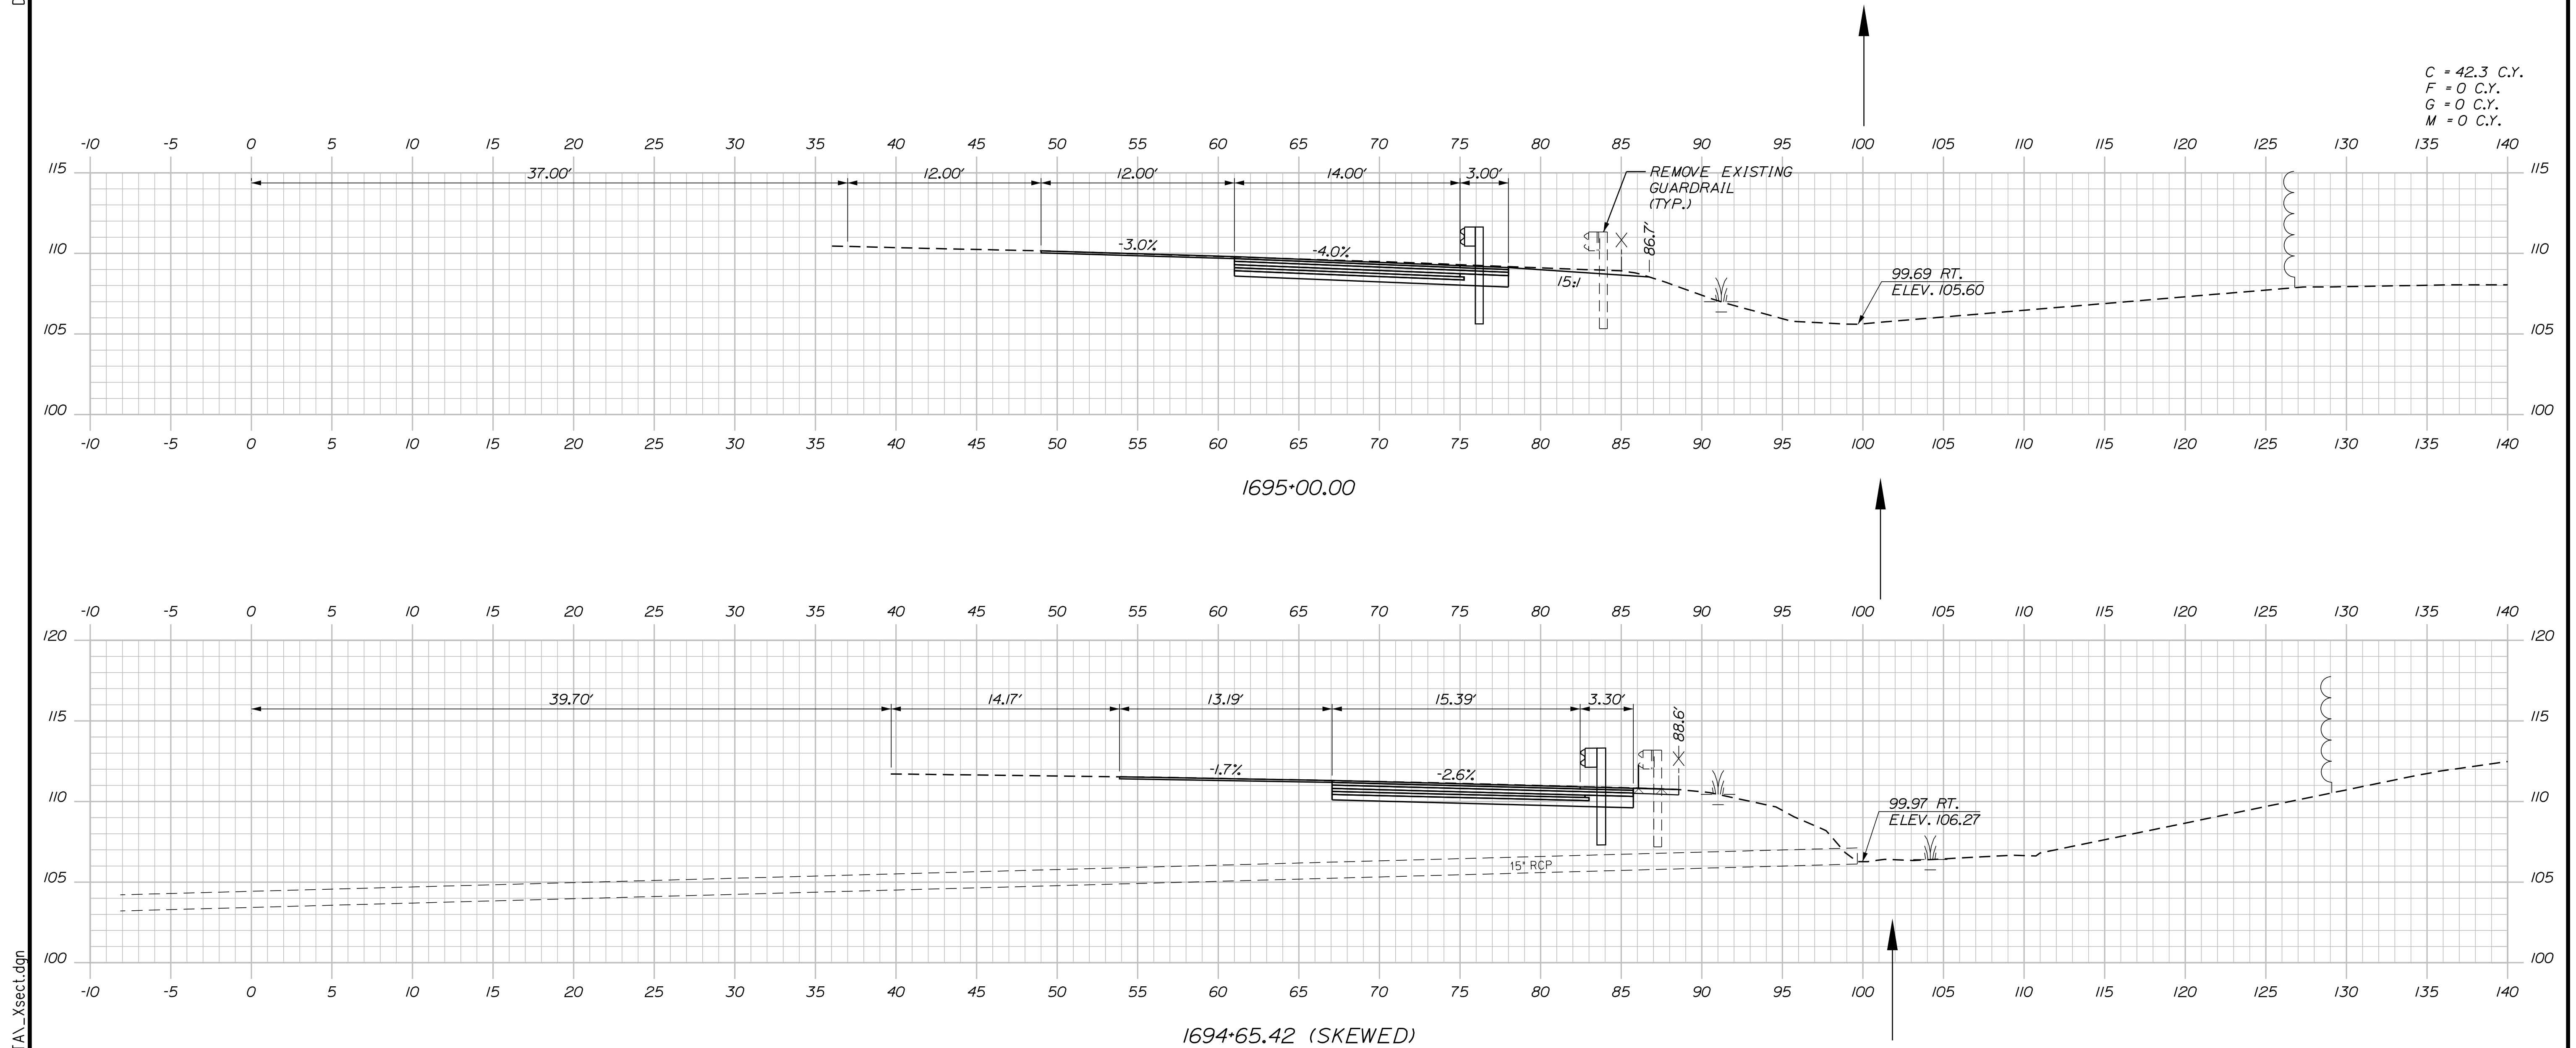 C = 42.3 C.Y.
F = 0 C.Y.
G = 0 C.Y.
M = 0 C.Y.
-10 -5 0 5 10 15 20 25 30 35 40 45 50 55 60 65 70 75 80 85 90 95 100 105 110 115 120 125 130 135 140
115 115
37.00' 12.00' 12.00' 14.00' 3.00'
REMOVE EXISTING
GUARDRAIL
(TYP.)
86.7'
110 110
-3.0% -4.0%
15:1
99.69 RT.
ELEV. 105.60
105 105
100 100
-10 -5 0 5 10 15 20 25 30 35 40 45 50 55 60 65 70 75 80 85 90 95 100 105 110 115 120 125 130 135 140
1695+00.00
-10 -5 0 5 10 15 20 25 30 35 40 45 50 55 60 65 70 75 80 85 90 95 100 105 110 115 120 125 130 135 140
120 120
39.70' 14.17' 13.19' 15.39' 3.30'
88.6'
115 115
-1.7% -2.6%
110 110
99.97 RT.
ELEV. 106.27
15" RCP
105 105
100 100
-10 -5 0 5 10 15 20 25 30 35 40 45 50 55 60 65 70 75 80 85 90 95 100 105 110 115 120 125 130 135 140
1694+65.42 (SKEWED)
TA\_Xsect.dgn